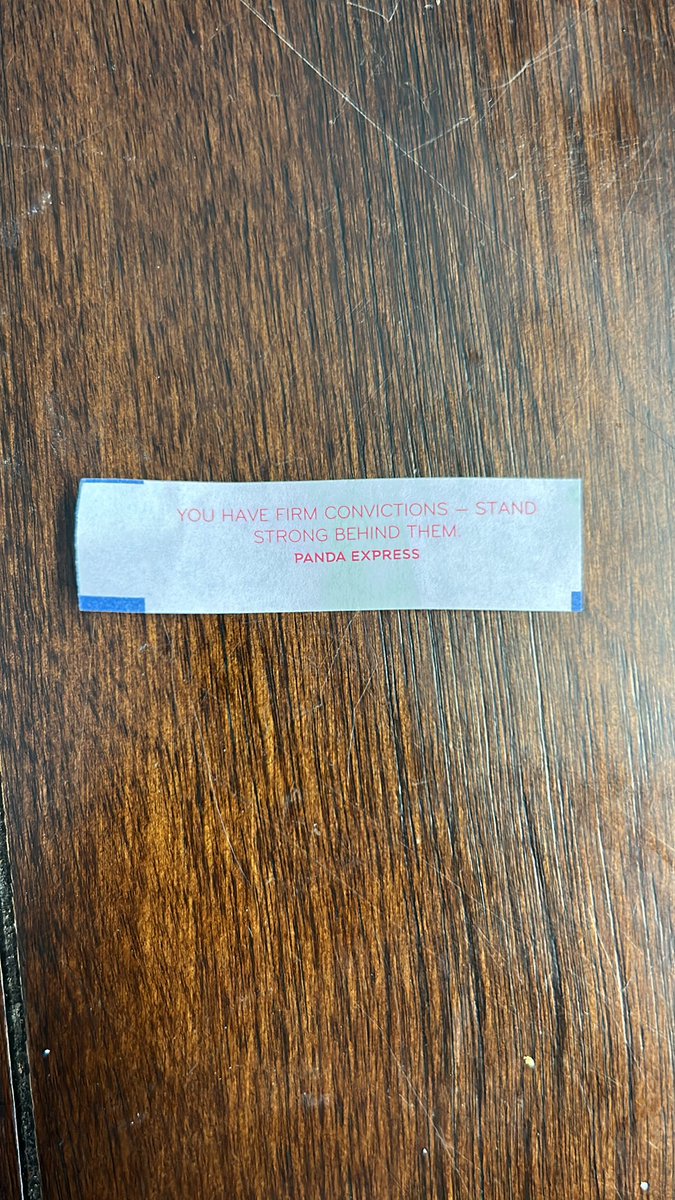 YOU HAVE FIRM CONVICTIONS – STAND
STRONG BEHIND THEM.
PANDA EXPRESS